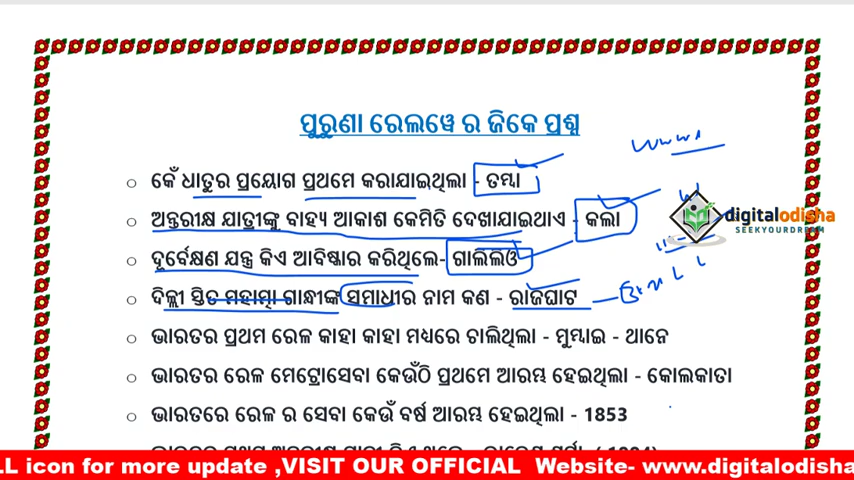 ପୁରୁଣା ରେଲୱେ ର ଜିକେ ପ୍ରଶ୍ନ
କେଁ ଧାତୁର ପ୍ରୟୋଗ ପ୍ରଥମେ କରାଯାଇଥିଲା - ତମ୍ବା
ଅନ୍ତରୀକ୍ଷ ଯାତ୍ରୀଙ୍କୁ ବାହ୍ୟ ଆକାଶ କେମିତି ଦେଖାଯାଇଥାଏ - କଲା
digitalodisha
SEEKYOURDREAM
ଦୂର୍ବେକ୍ଷଣ ଯନ୍ତ୍ର କିଏ ଆବିଷ୍କାର କରିଥିଲେ- ଗାଲିଲିଓ
ଦିଲ୍ଲୀ ସ୍ତିତ ମହାତ୍ମା ଗାନ୍ଧୀଙ୍କ ସମାଧୀର ନାମ କଣ - ରାଜଘାଟ
ଭାରତର ପ୍ରଥମ ରେଳ କାହା କାହା ମଧ୍ୟରେ ଚାଲିଥିଲା - ମୁମ୍ବାଇ - ଥାନେ
ଭାରତର ରେଳ ମେଟ୍ରୋସେବା କେଉଁଠି ପ୍ରଥମେ ଆରମ୍ଭ ହେଇଥିଲା - କୋଲକାତା
ଭାରତରେ ରେଳ ର ସେବା କେଉଁ ବର୍ଷ ଆରମ୍ଭ ହେଇଥିଲା - 1853
LL icon for more update ,VISIT OUR OFFICIAL Website- www.digitalodisha